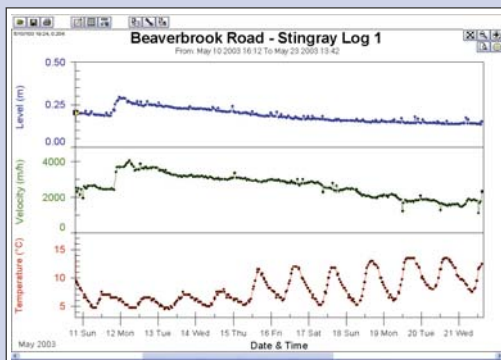 Beaverbrook Road - Stingray Log 1
From: May 10 2003 16:12 To May 23 2003 13:42
Level (m)
0.50
0.25
0.00
Velocity (m/h)
4000
2000
0
Temperature (°C)
15
10
5
11 Sun 12 Mon 13 Tue 14 Wed 15 Thu 16 Fri 17 Sat 18 Sun 19 Mon 20 Tue 21 Wed
May 2003
Date & Time